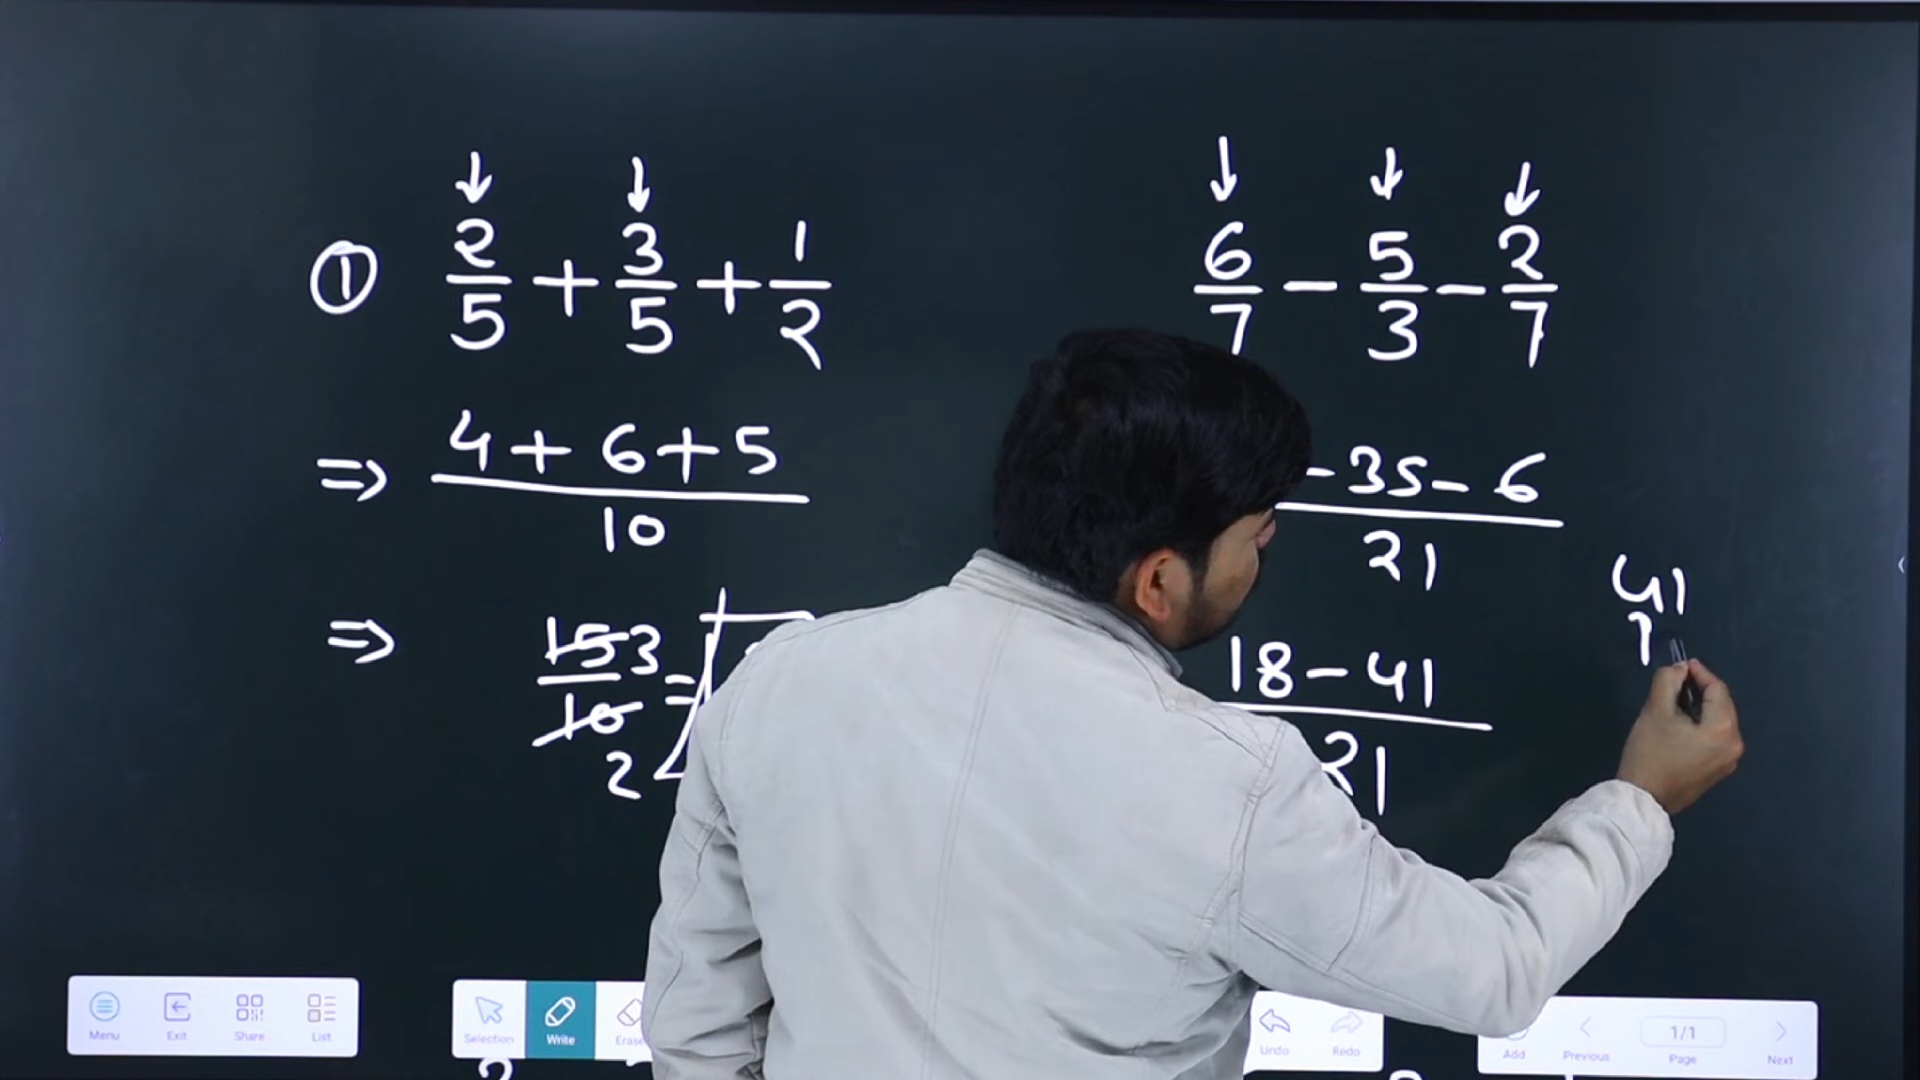 ① 2/5 + 3/5 + 1/2
⇒ 4 + 6 + 5 / 10
⇒ 15 3 / 10 2 =
6/7 - 5/3 - 2/7
- 35 - 6 / 21
18 - 41 / 21
41
1
Menu Exit Share List
Selection Write
Undo Redo
Add Previous 1/1 Page Next